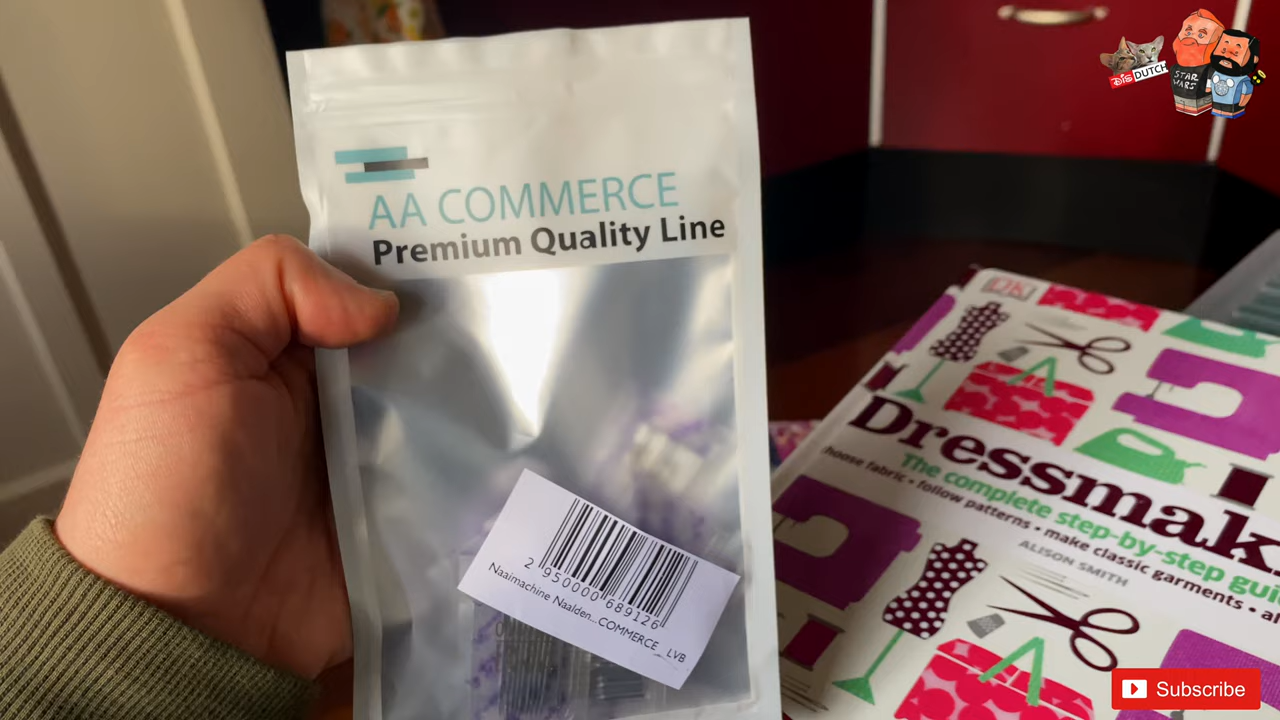 AA COMMERCE
Premium Quality Line
2 950000 689126
Naaimachine Naalden...COMMERCE_LVB
DK
Dressmak
The complete step-by-step gui
hoose fabric • follow patterns • make classic garments • al
ALISON SMITH
DiS DUTCH
STAR
WARS
Subscribe